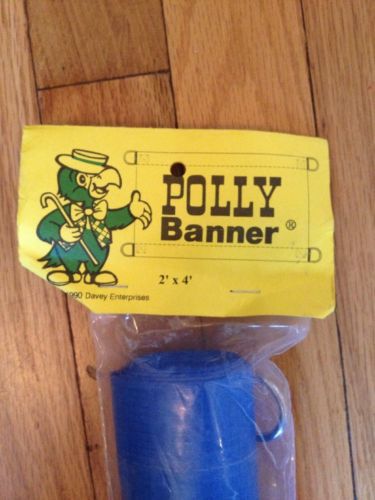 POLLY
Banner®
2' x 4'
1990 Davey Enterprises